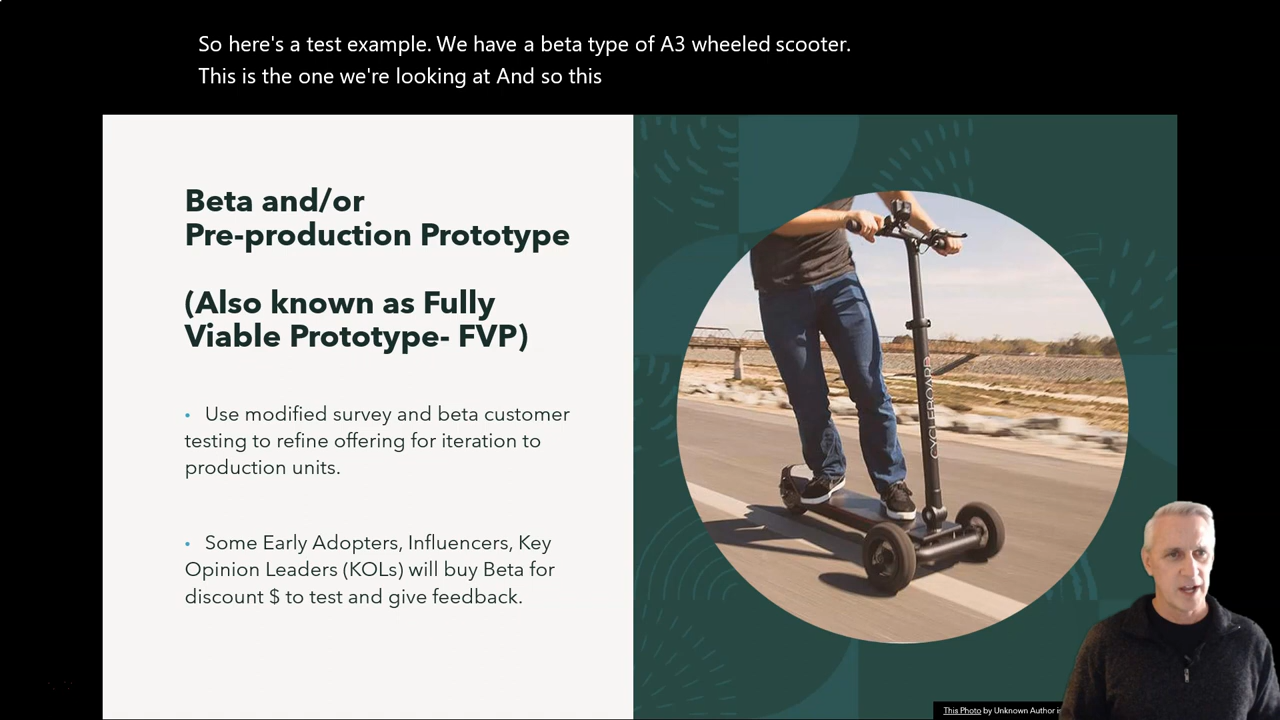 So here's a test example. We have a beta type of A3 wheeled scooter.
This is the one we're looking at And so this
Beta and/or
Pre-production Prototype
(Also known as Fully
Viable Prototype- FVP)
• Use modified survey and beta customer
testing to refine offering for iteration to
production units.
• Some Early Adopters, Influencers, Key
Opinion Leaders (KOLs) will buy Beta for
discount $ to test and give feedback.
CYCLEBOARD
This Photo by Unknown Author is